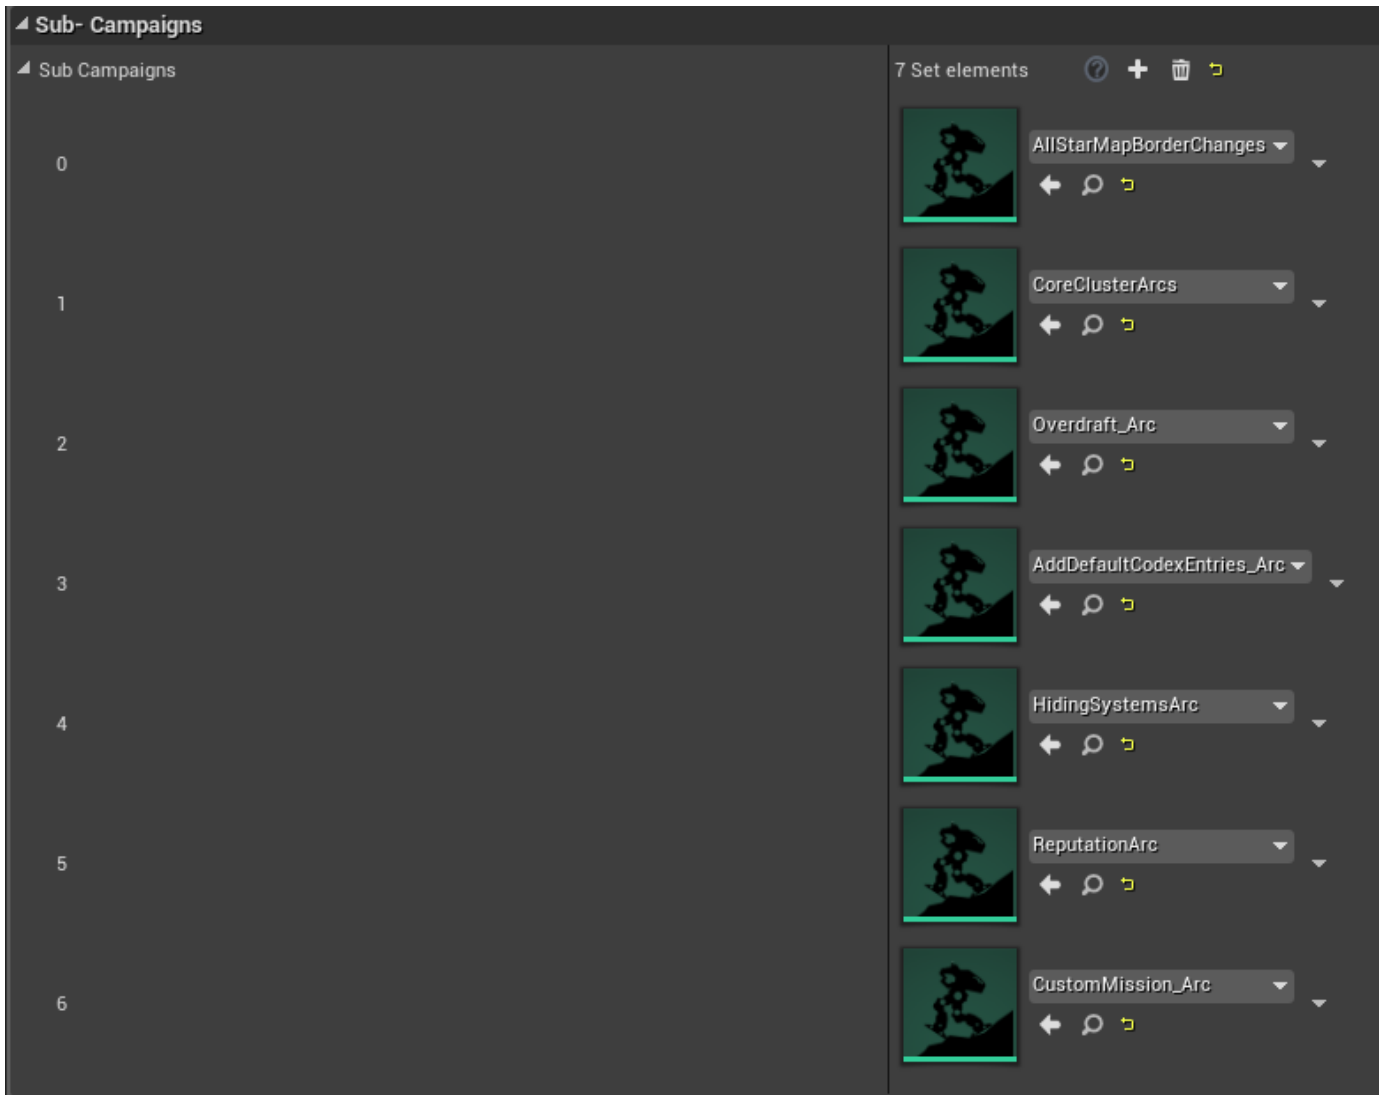 Sub- Campaigns
Sub Campaigns
7 Set elements
0
AllStarMapBorderChanges
1
CoreClusterArcs
2
Overdraft_Arc
3
AddDefaultCodexEntries_Arc
4
HidingSystemsArc
5
ReputationArc
6
CustomMission_Arc